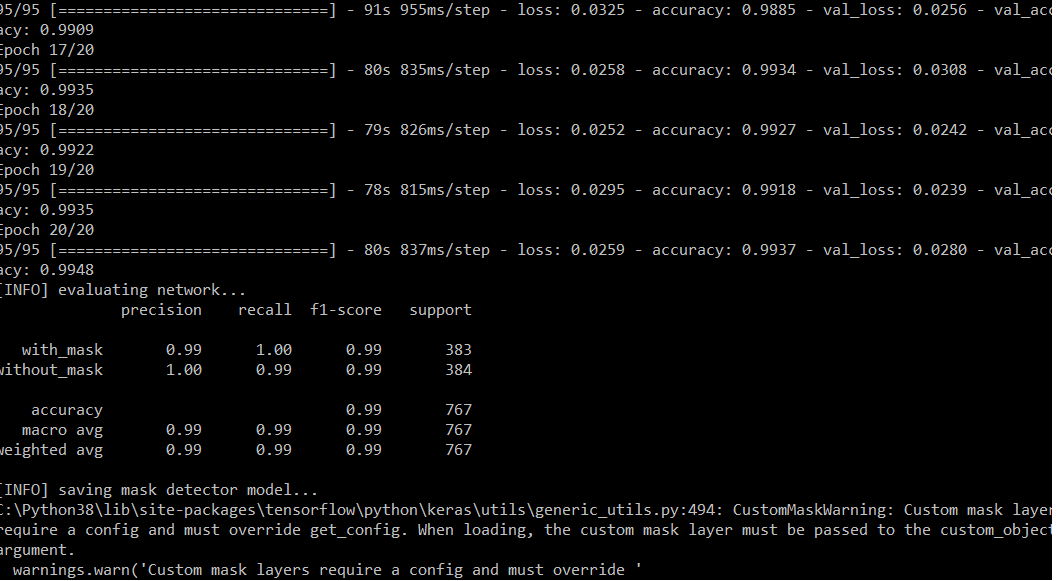 95/95 [==============================] - 91s 955ms/step - loss: 0.0325 - accuracy: 0.9885 - val_loss: 0.0256 - val_acc
acy: 0.9909
Epoch 17/20
95/95 [==============================] - 80s 835ms/step - loss: 0.0258 - accuracy: 0.9934 - val_loss: 0.0308 - val_acc
acy: 0.9935
Epoch 18/20
95/95 [==============================] - 79s 826ms/step - loss: 0.0252 - accuracy: 0.9927 - val_loss: 0.0242 - val_acc
acy: 0.9922
Epoch 19/20
95/95 [==============================] - 78s 815ms/step - loss: 0.0295 - accuracy: 0.9918 - val_loss: 0.0239 - val_acc
acy: 0.9935
Epoch 20/20
95/95 [==============================] - 80s 837ms/step - loss: 0.0259 - accuracy: 0.9937 - val_loss: 0.0280 - val_acc
acy: 0.9948
[INFO] evaluating network...
precision recall f1-score support
with_mask 0.99 1.00 0.99 383
without_mask 1.00 0.99 0.99 384
accuracy 0.99 767
macro avg 0.99 0.99 0.99 767
weighted avg 0.99 0.99 0.99 767
[INFO] saving mask detector model...
C:\Python38\lib\site-packages\tensorflow\python\keras\utils\generic_utils.py:494: CustomMaskWarning: Custom mask layer
require a config and must override get_config. When loading, the custom mask layer must be passed to the custom_object
argument.
warnings.warn('Custom mask layers require a config and must override '